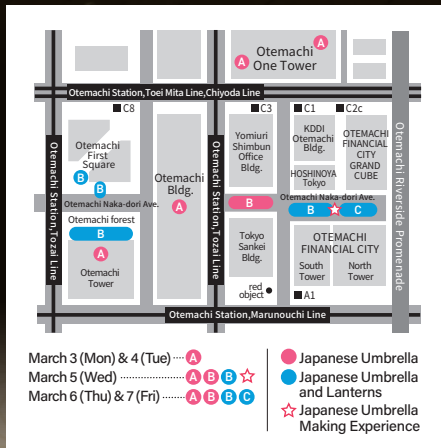 A
A
Otemachi
One Tower
Otemachi Station,Toei Mita Line,Chiyoda Line
C8
C3
C1
C2c
Otemachi Station,Tozai Line
Otemachi
First
Square
B
B
Otemachi Naka-dori Ave.
Otemachi forest
B
A
Otemachi
Tower
Otemachi
Bldg.
A
Otemachi Station,Tozai Line
Yomiuri
Shimbun
Office
Bldg.
B
Tokyo
Sankei
Bldg.
red
object
KDDI
Otemachi
Bldg.
HOSHINOYA
Tokyo
OTEMACHI
FINANCIAL
CITY
GRAND
CUBE
Otemachi Naka-dori Ave.
B
C
OTEMACHI
FINANCIAL CITY
South
Tower
North
Tower
A1
Otemachi Riverside Promenade
Otemachi Station,Marunouchi Line
March 3 (Mon) & 4 (Tue) ····· A
March 5 (Wed) ················ A B B ☆
March 6 (Thu) & 7 (Fri) ········ A B B C
Japanese Umbrella
Japanese Umbrella
and Lanterns
☆ Japanese Umbrella
Making Experience